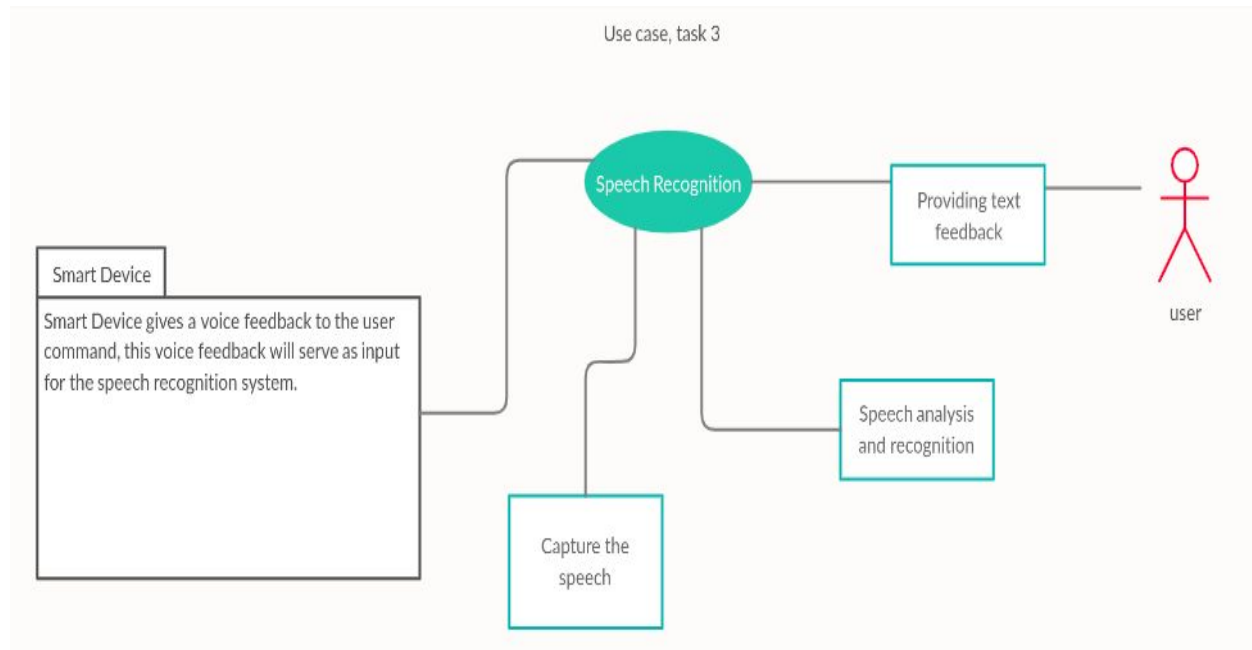 Use case, task 3
Speech Recognition
Providing text
feedback
user
Smart Device
Smart Device gives a voice feedback to the user
command, this voice feedback will serve as input
for the speech recognition system.
Speech analysis
and recognition
Capture the
speech